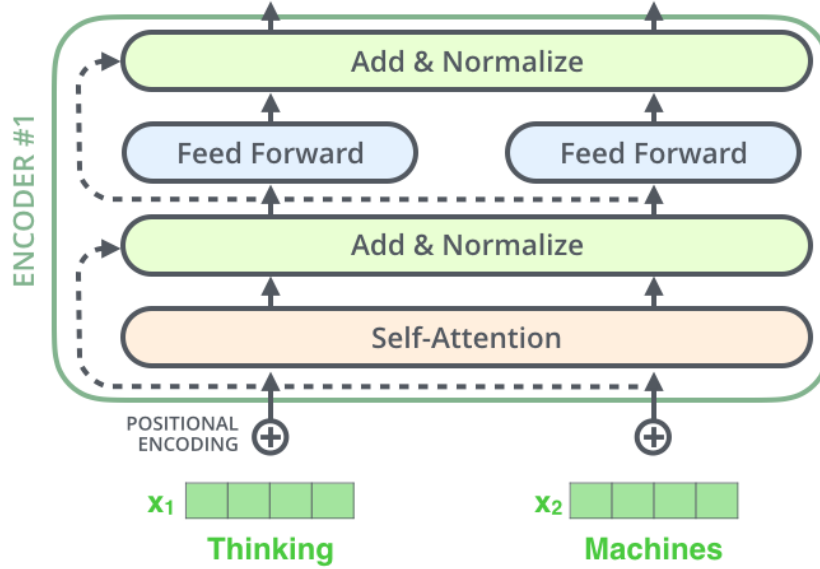 ENCODER #1
Add & Normalize
Feed Forward
Feed Forward
Add & Normalize
Self-Attention
POSITIONAL
ENCODING
x1
x2
Thinking
Machines